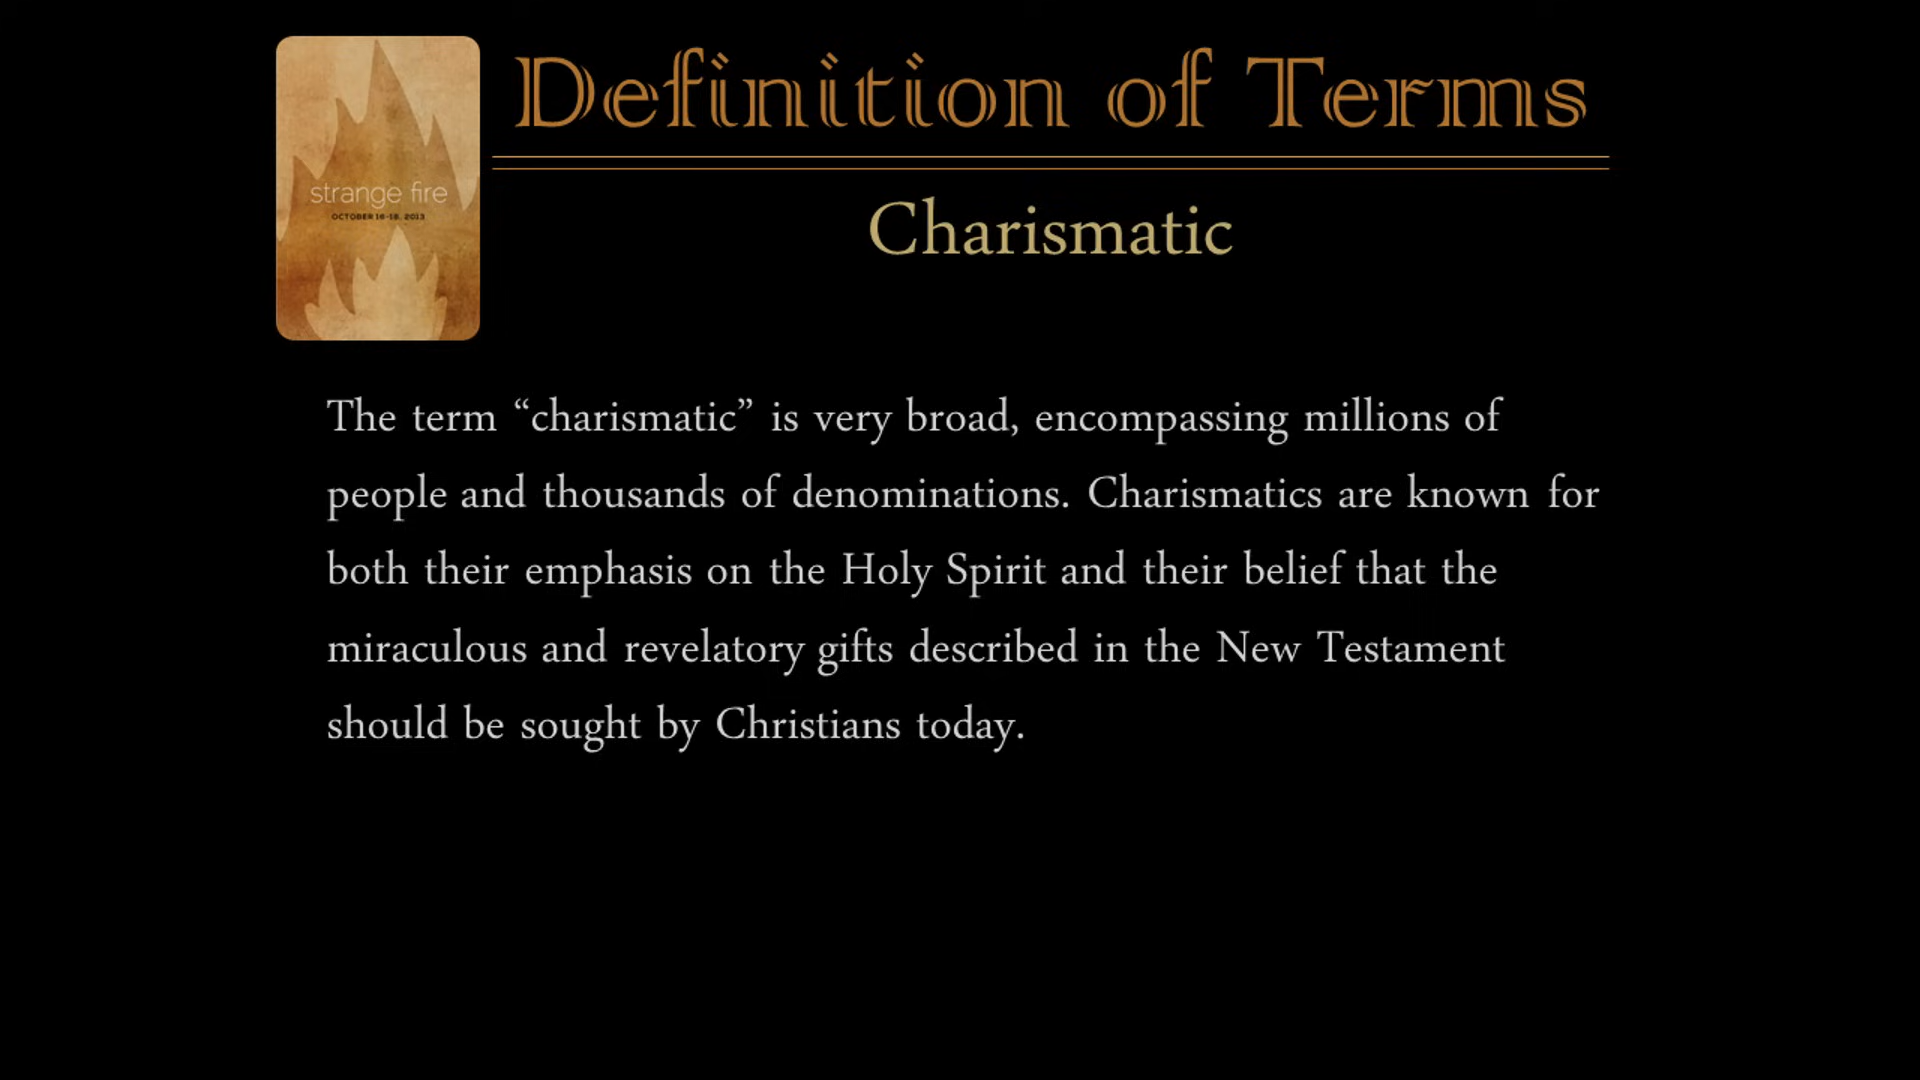 Definition of Terms
strange fire
OCTOBER 16-18, 2013
Charismatic
The term “charismatic” is very broad, encompassing millions of
people and thousands of denominations. Charismatics are known for
both their emphasis on the Holy Spirit and their belief that the
miraculous and revelatory gifts described in the New Testament
should be sought by Christians today.